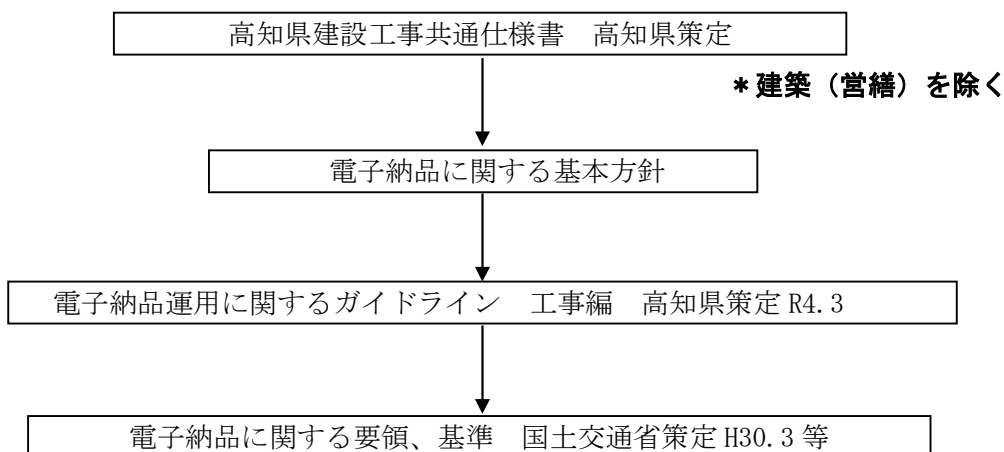 高知県建設工事共通仕様書　高知県策定
＊建築（営繕）を除く
電子納品に関する基本方針
電子納品運用に関するガイドライン　工事編　高知県策定 R4.3
電子納品に関する要領、基準　国土交通省策定 H30.3 等